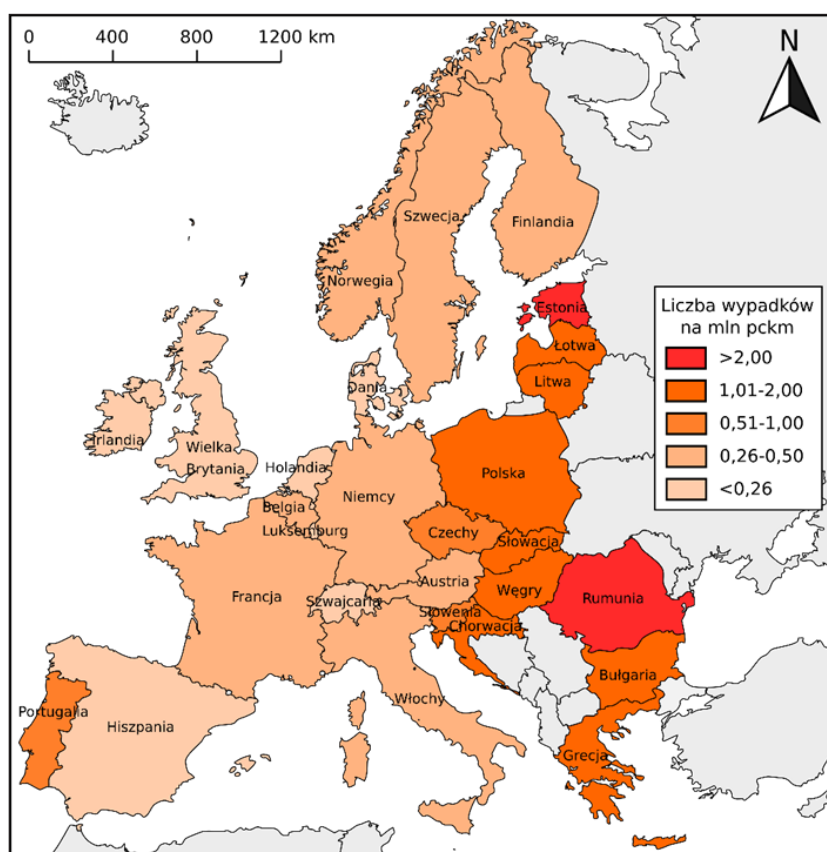 0 400 800 1200 km
N
Szwecja
Finlandia
Norwegia
Estonia
Liczba wypadków
na mln pckm
>2,00
1,01-2,00
0,51-1,00
0,26-0,50
<0,26
Łotwa
Litwa
Dania
Irlandia
Wielka
Brytania
Holandia
Polska
Niemcy
Belgia
Luksemburg
Czechy
Słowacja
Austria
Węgry
Francja
Szwajcaria
Rumunia
Słowenia
Chorwacja
Bułgaria
Włochy
Portugalia
Hiszpania
Grecja